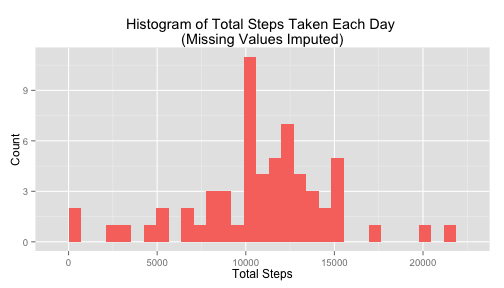 Histogram of Total Steps Taken Each Day
(Missing Values Imputed)
Count
9
6
3
0
0 5000 10000 15000 20000
Total Steps